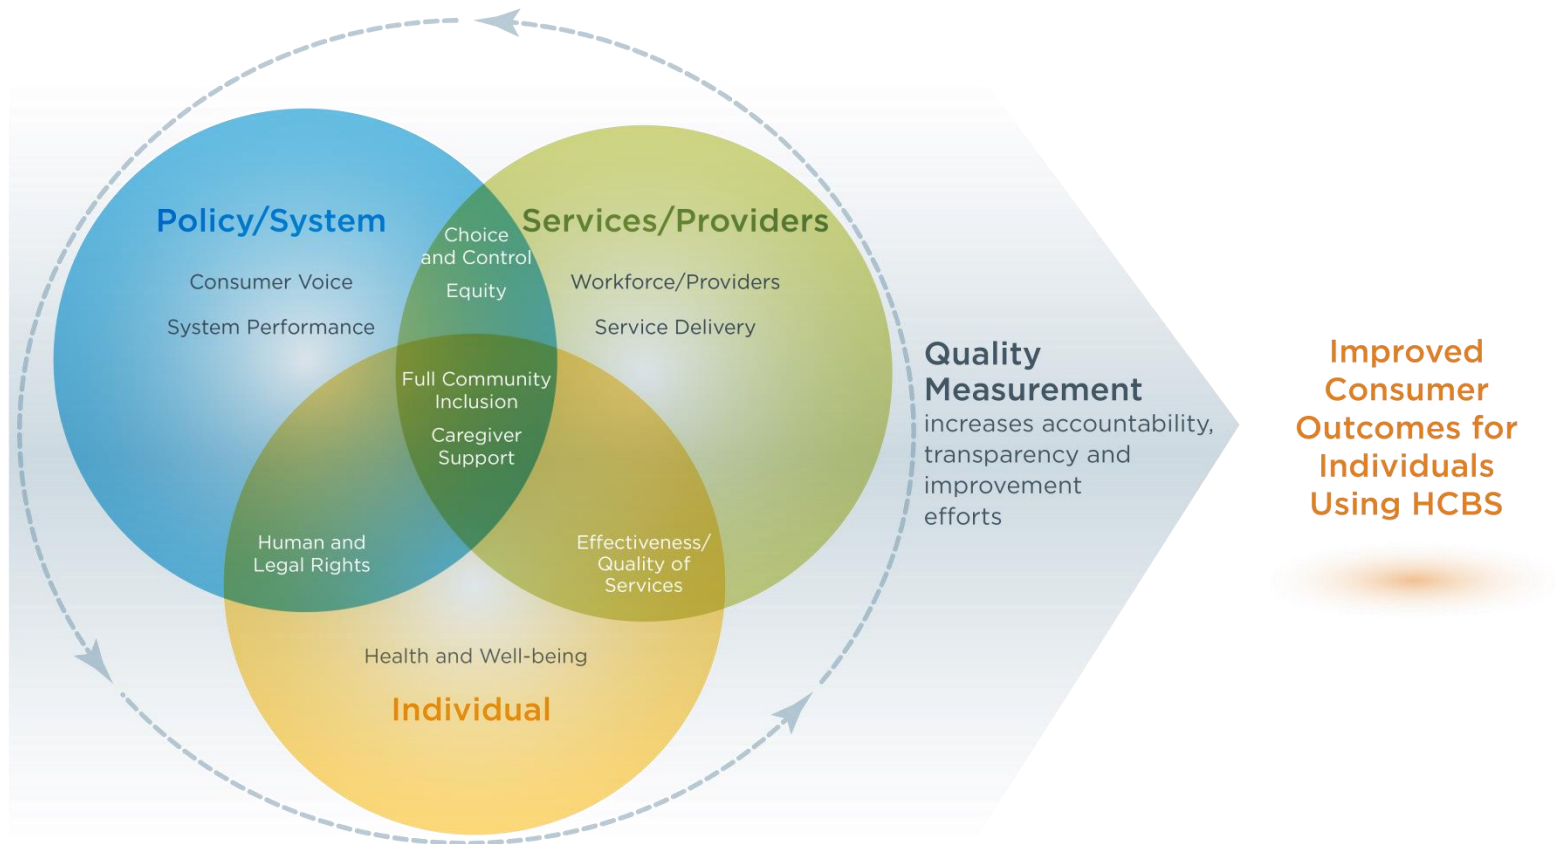 Policy/System
Consumer Voice
System Performance
Choice
and Control
Equity
Services/Providers
Workforce/Providers
Service Delivery
Full Community
Inclusion
Caregiver
Support
Human and
Legal Rights
Effectiveness/
Quality of
Services
Health and Well-being
Individual
Quality
Measurement
increases accountability,
transparency and
improvement
efforts
Improved
Consumer
Outcomes for
Individuals
Using HCBS